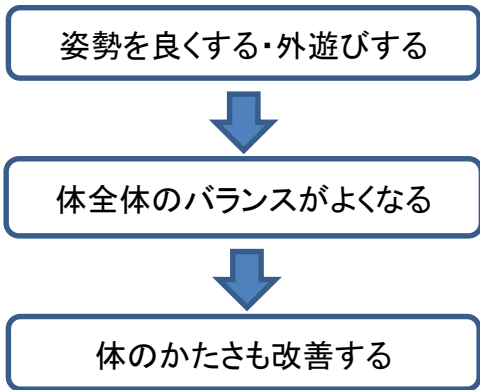 姿勢を良くする・外遊びする
体全体のバランスがよくなる
体のかたさも改善する